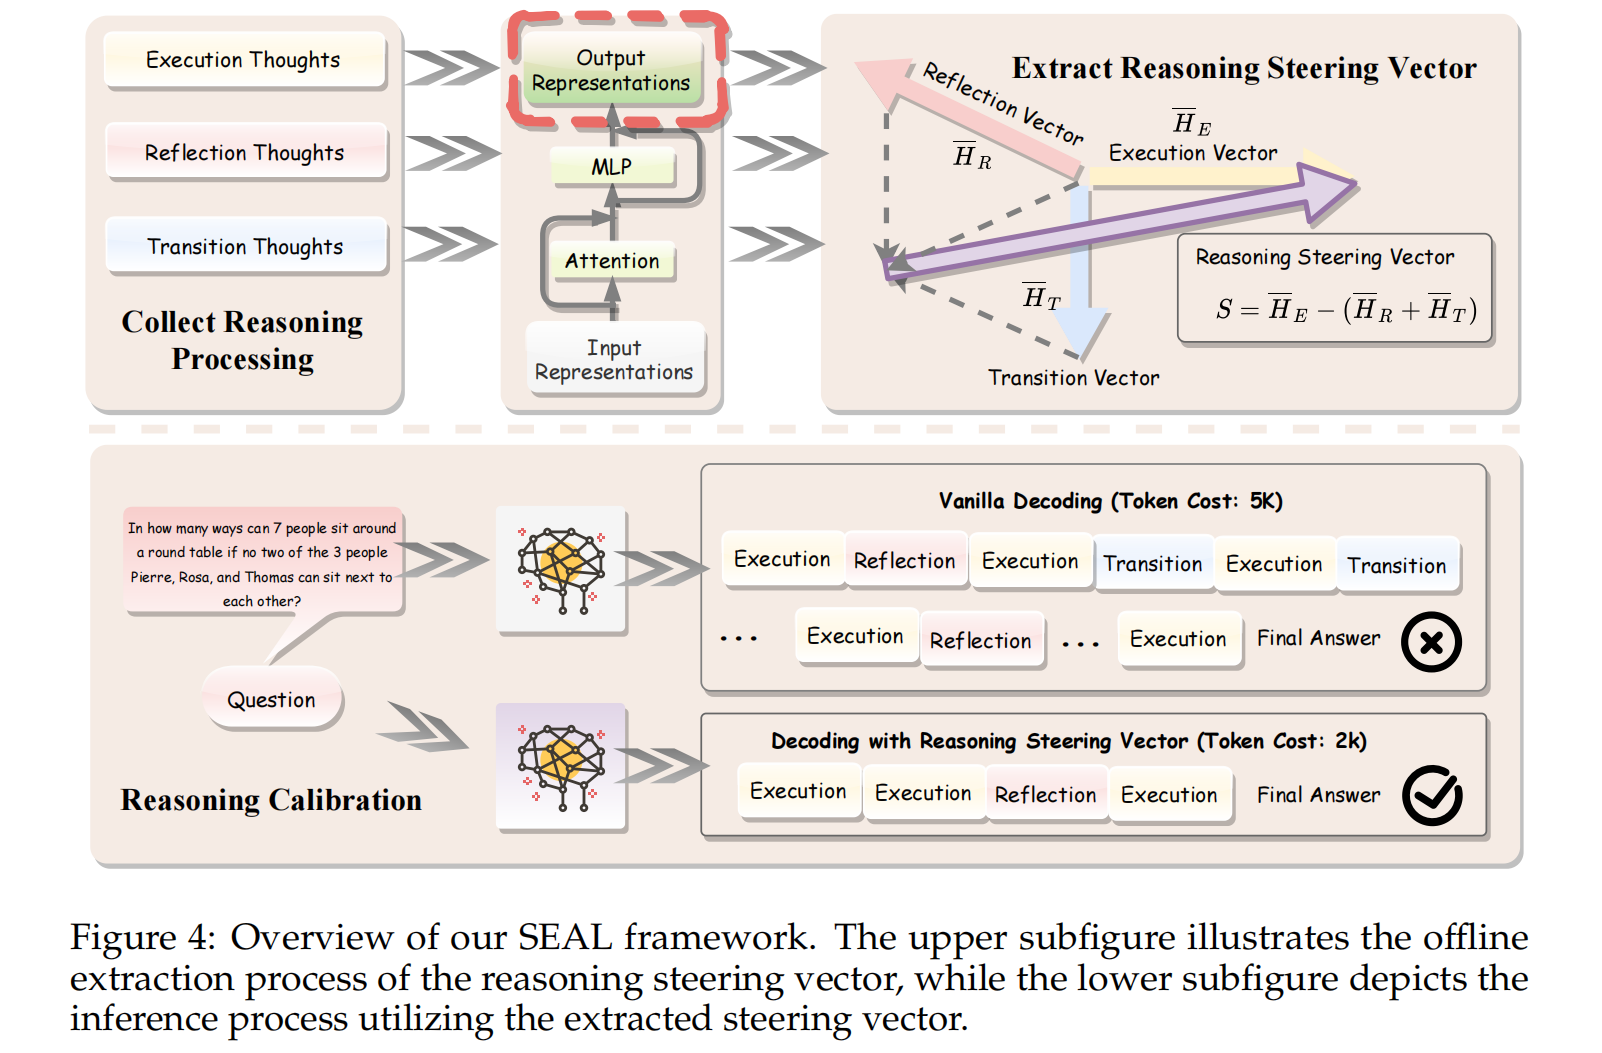 Execution Thoughts
Reflection Thoughts
Transition Thoughts
Collect Reasoning
Processing
Output
Representations
MLP
Attention
Input
Representations
Extract Reasoning Steering Vector
Reflection Vector
H̅_R
H̅_E
Execution Vector
H̅_T
Transition Vector
Reasoning Steering Vector
S = H̅_E − (H̅_R + H̅_T)
In how many ways can 7 people sit around
a round table if no two of the 3 people
Pierre, Rosa, and Thomas can sit next to
each other?
Question
Reasoning Calibration
Vanilla Decoding (Token Cost: 5K)
Execution Reflection Execution Transition Execution Transition
... Execution Reflection ... Execution Final Answer
Decoding with Reasoning Steering Vector (Token Cost: 2k)
Execution Execution Reflection Execution Final Answer
Figure 4: Overview of our SEAL framework. The upper subfigure illustrates the offline
extraction process of the reasoning steering vector, while the lower subfigure depicts the
inference process utilizing the extracted steering vector.